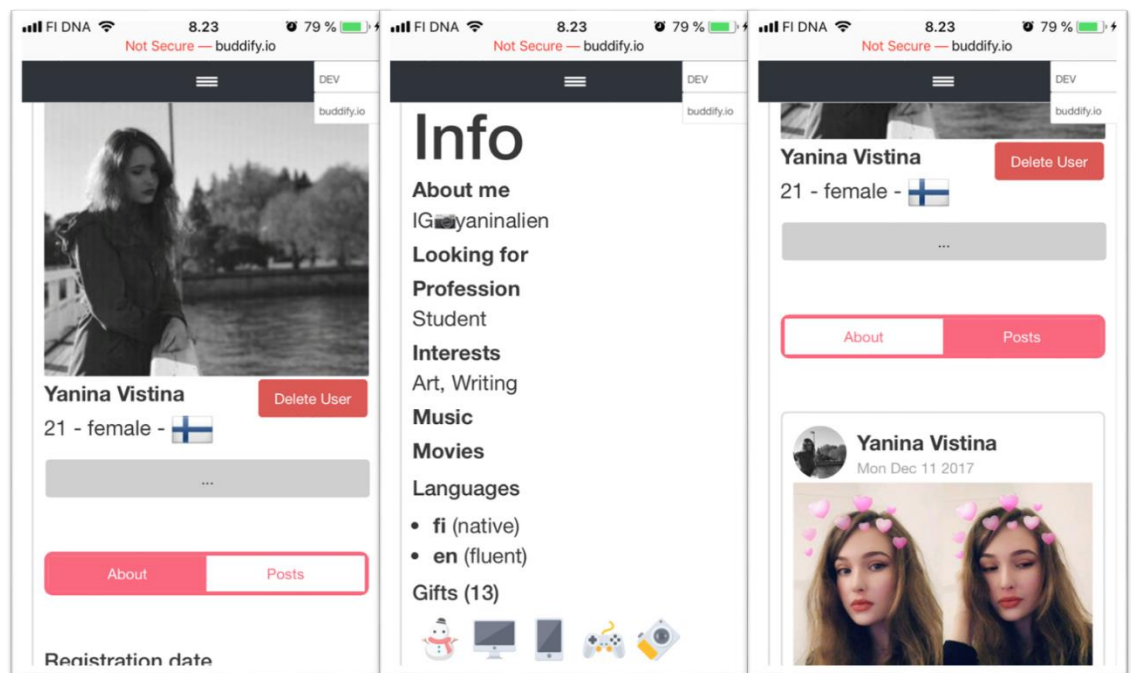 FI DNA 8.23 79 %
Not Secure — buddify.io
DEV
buddify.io
Yanina Vistina
Delete User
21 - female -
...
About Posts
Registration date
FI DNA 8.23 79 %
Not Secure — buddify.io
DEV
buddify.io
Info
About me
IG yaninalien
Looking for
Profession
Student
Interests
Art, Writing
Music
Movies
Languages
• fi (native)
• en (fluent)
Gifts (13)
FI DNA 8.23 79 %
Not Secure — buddify.io
DEV
buddify.io
Yanina Vistina
Delete User
21 - female -
...
About Posts
Yanina Vistina
Mon Dec 11 2017